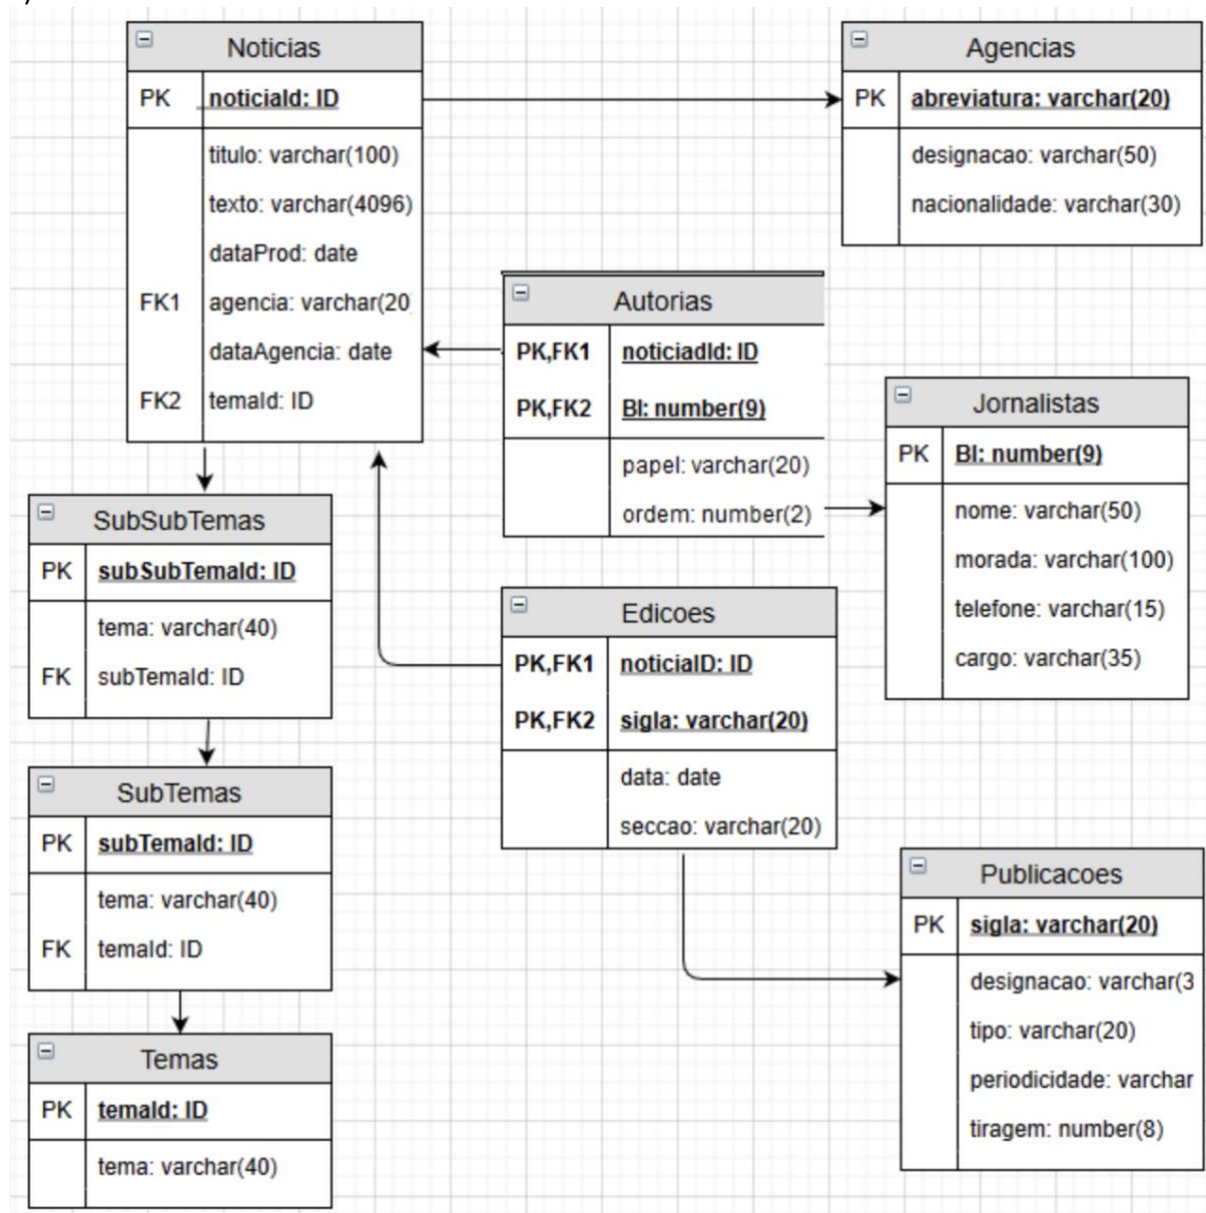 Noticias
PK noticiaId: ID
titulo: varchar(100)
texto: varchar(4096)
dataProd: date
FK1 agencia: varchar(20
dataAgencia: date
FK2 temaId: ID
Agencias
PK abreviatura: varchar(20)
designacao: varchar(50)
nacionalidade: varchar(30)
Autorias
PK,FK1 noticiadId: ID
PK,FK2 BI: number(9)
papel: varchar(20)
ordem: number(2)
Jornalistas
PK BI: number(9)
nome: varchar(50)
morada: varchar(100)
telefone: varchar(15)
cargo: varchar(35)
SubSubTemas
PK subSubTemaId: ID
tema: varchar(40)
FK subTemaId: ID
Edicoes
PK,FK1 noticiaID: ID
PK,FK2 sigla: varchar(20)
data: date
seccao: varchar(20)
SubTemas
PK subTemaId: ID
tema: varchar(40)
FK temaId: ID
Publicacoes
PK sigla: varchar(20)
designacao: varchar(3
tipo: varchar(20)
periodicidade: varchar
tiragem: number(8)
Temas
PK temaId: ID
tema: varchar(40)